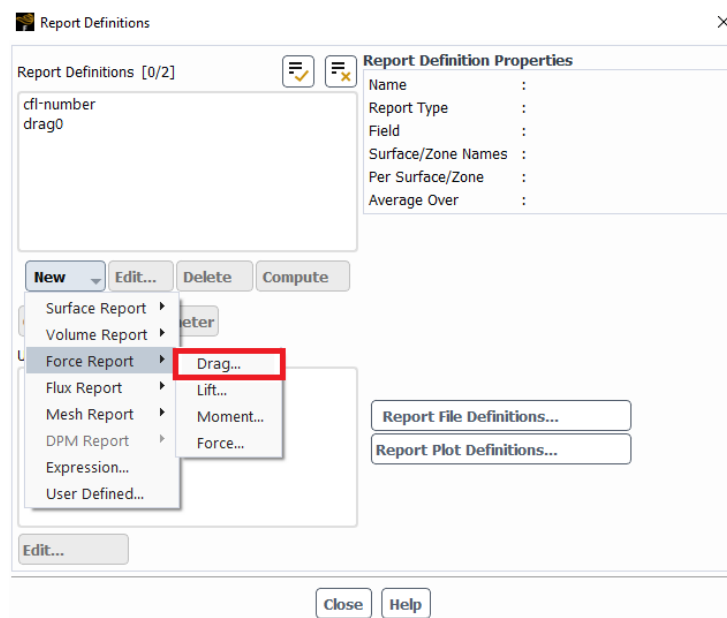 Report Definitions
Report Definitions [0/2]
cfl-number
drag0
New
Edit...
Delete
Compute
Surface Report
Volume Report
Force Report
Flux Report
Mesh Report
DPM Report
Expression...
User Defined...
Drag...
Lift...
Moment...
Force...
Edit...
Report Definition Properties
Name :
Report Type :
Field :
Surface/Zone Names :
Per Surface/Zone :
Average Over :
Report File Definitions...
Report Plot Definitions...
Close
Help